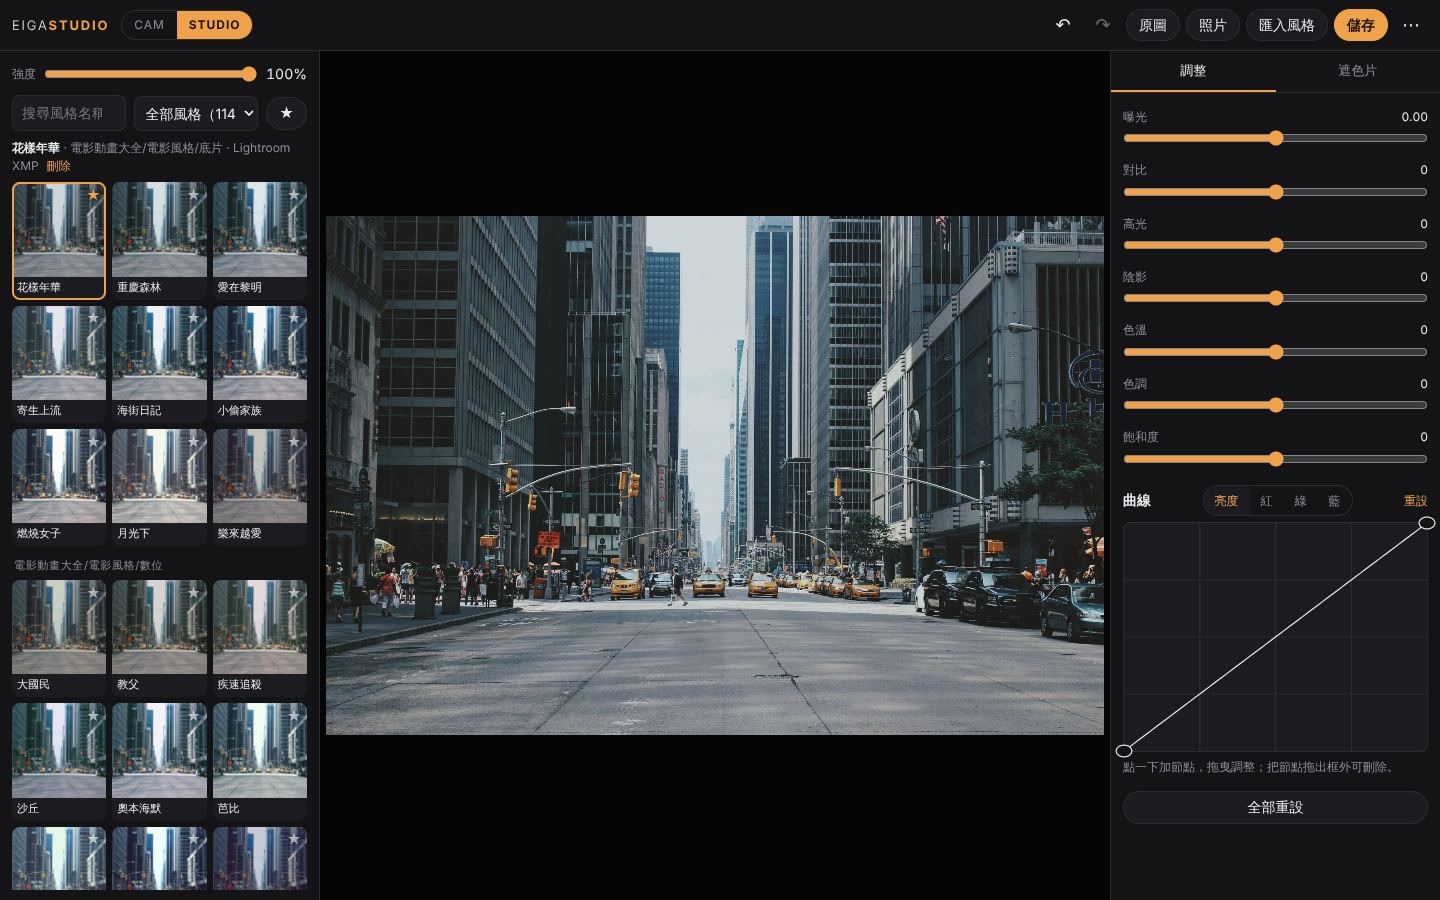 EIGASTUDIO CAM STUDIO ↶ ↷ 原圖 照片 匯入風格 儲存 ⋯
強度 100%
搜尋風格名稱 全部風格（114 ★
花樣年華 · 電影動畫大全/電影風格/底片 · Lightroom
XMP 刪除
花樣年華 重慶森林 愛在黎明
寄生上流 海街日記 小偷家族
燃燒女子 月光下 樂來越愛
電影動畫大全/電影風格/數位
大國民 教父 疾速追殺
沙丘 奧本海默 芭比
調整 遮色片
曝光 0.00
對比 0
高光 0
陰影 0
色溫 0
色調 0
飽和度 0
曲線 亮度 紅 綠 藍 重設
點一下加節點，拖曳調整；把節點拖出框外可刪除。
全部重設